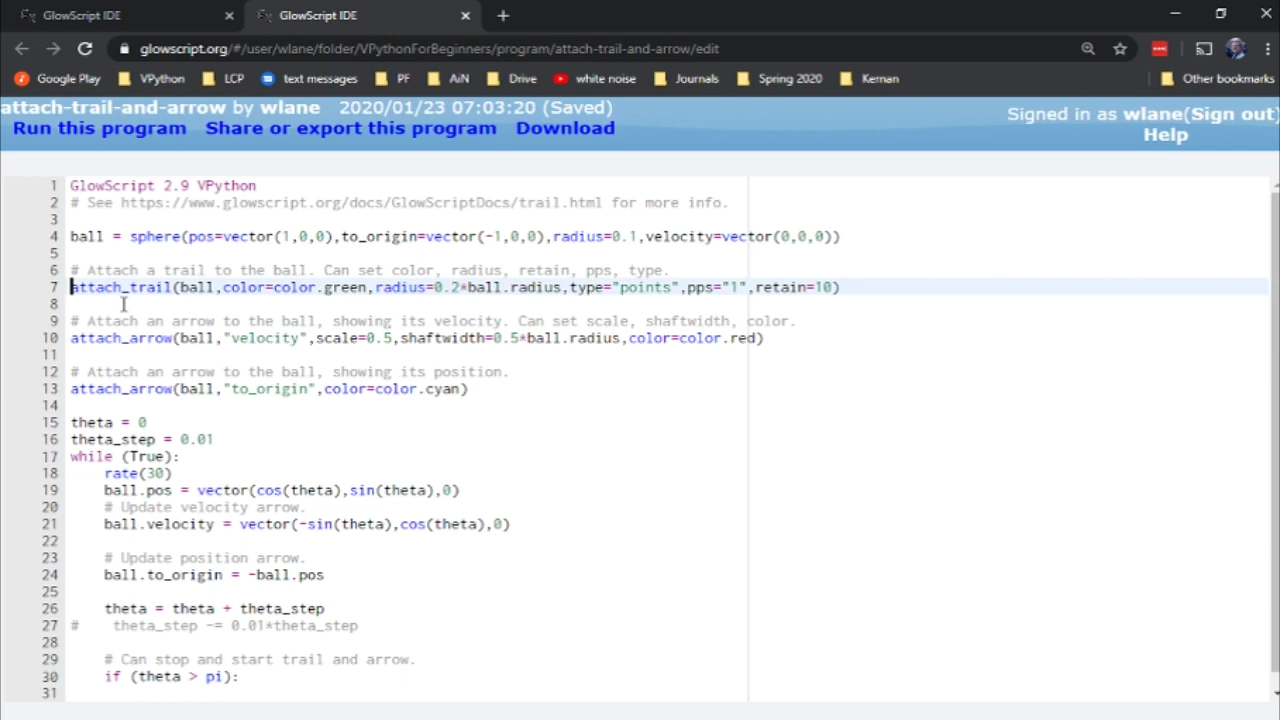 GlowScript IDE
GlowScript IDE
glowscript.org/#/user/wlane/folder/VPythonForBeginners/program/attach-trail-and-arrow/edit
Google Play VPython LCP text messages PF AiN Drive white noise Journals Spring 2020 Kernan Other bookmarks
attach-trail-and-arrow by wlane 2020/01/23 07:03:20 (Saved)
Signed in as wlane(Sign out)
Run this program Share or export this program Download
Help
1 GlowScript 2.9 VPython
2 # See https://www.glowscript.org/docs/GlowScriptDocs/trail.html for more info.
3
4 ball = sphere(pos=vector(1,0,0),to_origin=vector(-1,0,0),radius=0.1,velocity=vector(0,0,0))
5
6 # Attach a trail to the ball. Can set color, radius, retain, pps, type.
7 attach_trail(ball,color=color.green,radius=0.2*ball.radius,type="points",pps="1",retain=10)
8
9 # Attach an arrow to the ball, showing its velocity. Can set scale, shaftwidth, color.
10 attach_arrow(ball,"velocity",scale=0.5,shaftwidth=0.5*ball.radius,color=color.red)
11
12 # Attach an arrow to the ball, showing its position.
13 attach_arrow(ball,"to_origin",color=color.cyan)
14
15 theta = 0
16 theta_step = 0.01
17 while (True):
18     rate(30)
19     ball.pos = vector(cos(theta),sin(theta),0)
20     # Update velocity arrow.
21     ball.velocity = vector(-sin(theta),cos(theta),0)
22
23     # Update position arrow.
24     ball.to_origin = -ball.pos
25
26     theta = theta + theta_step
27 #    theta_step -= 0.01*theta_step
28
29     # Can stop and start trail and arrow.
30     if (theta > pi):
31